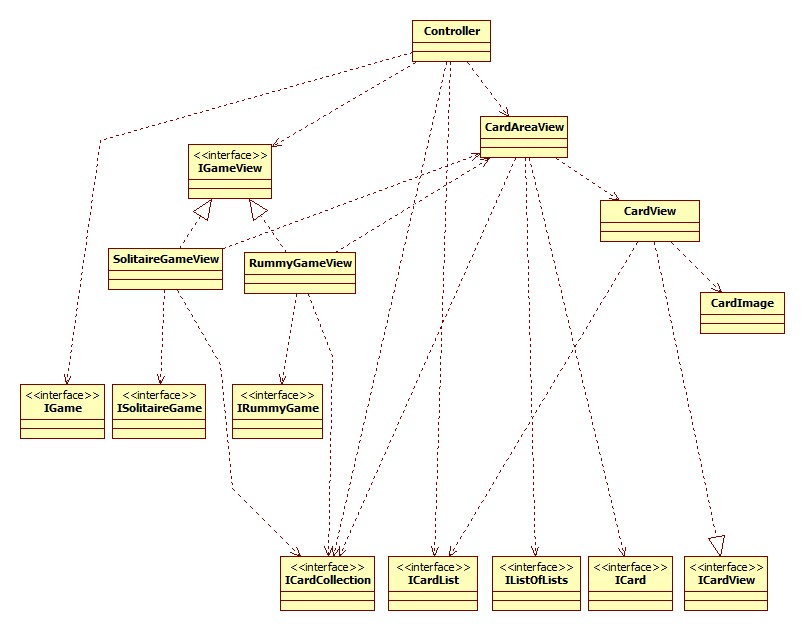 Controller
CardAreaView
<<interface>>
IGameView
CardView
SolitaireGameView
RummyGameView
CardImage
<<interface>>
IGame
<<interface>>
ISolitaireGame
<<interface>>
IRummyGame
<<interface>>
ICardCollection
<<interface>>
ICardList
<<interface>>
IListOfLists
<<interface>>
ICard
<<interface>>
ICardView